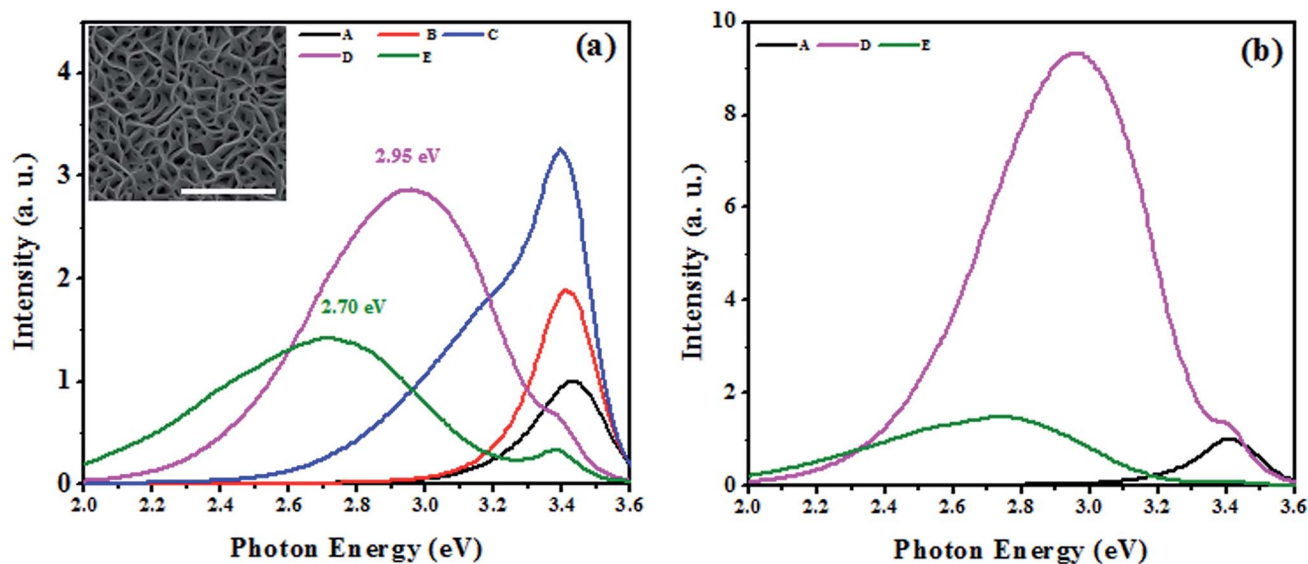 A B C
D E
(a)
2.95 eV
2.70 eV
Intensity (a. u.)
4
3
2
1
0
2.0 2.2 2.4 2.6 2.8 3.0 3.2 3.4 3.6
Photon Energy (eV)
A D E
(b)
Intensity (a. u.)
10
8
6
4
2
0
2.0 2.2 2.4 2.6 2.8 3.0 3.2 3.4 3.6
Photon Energy (eV)